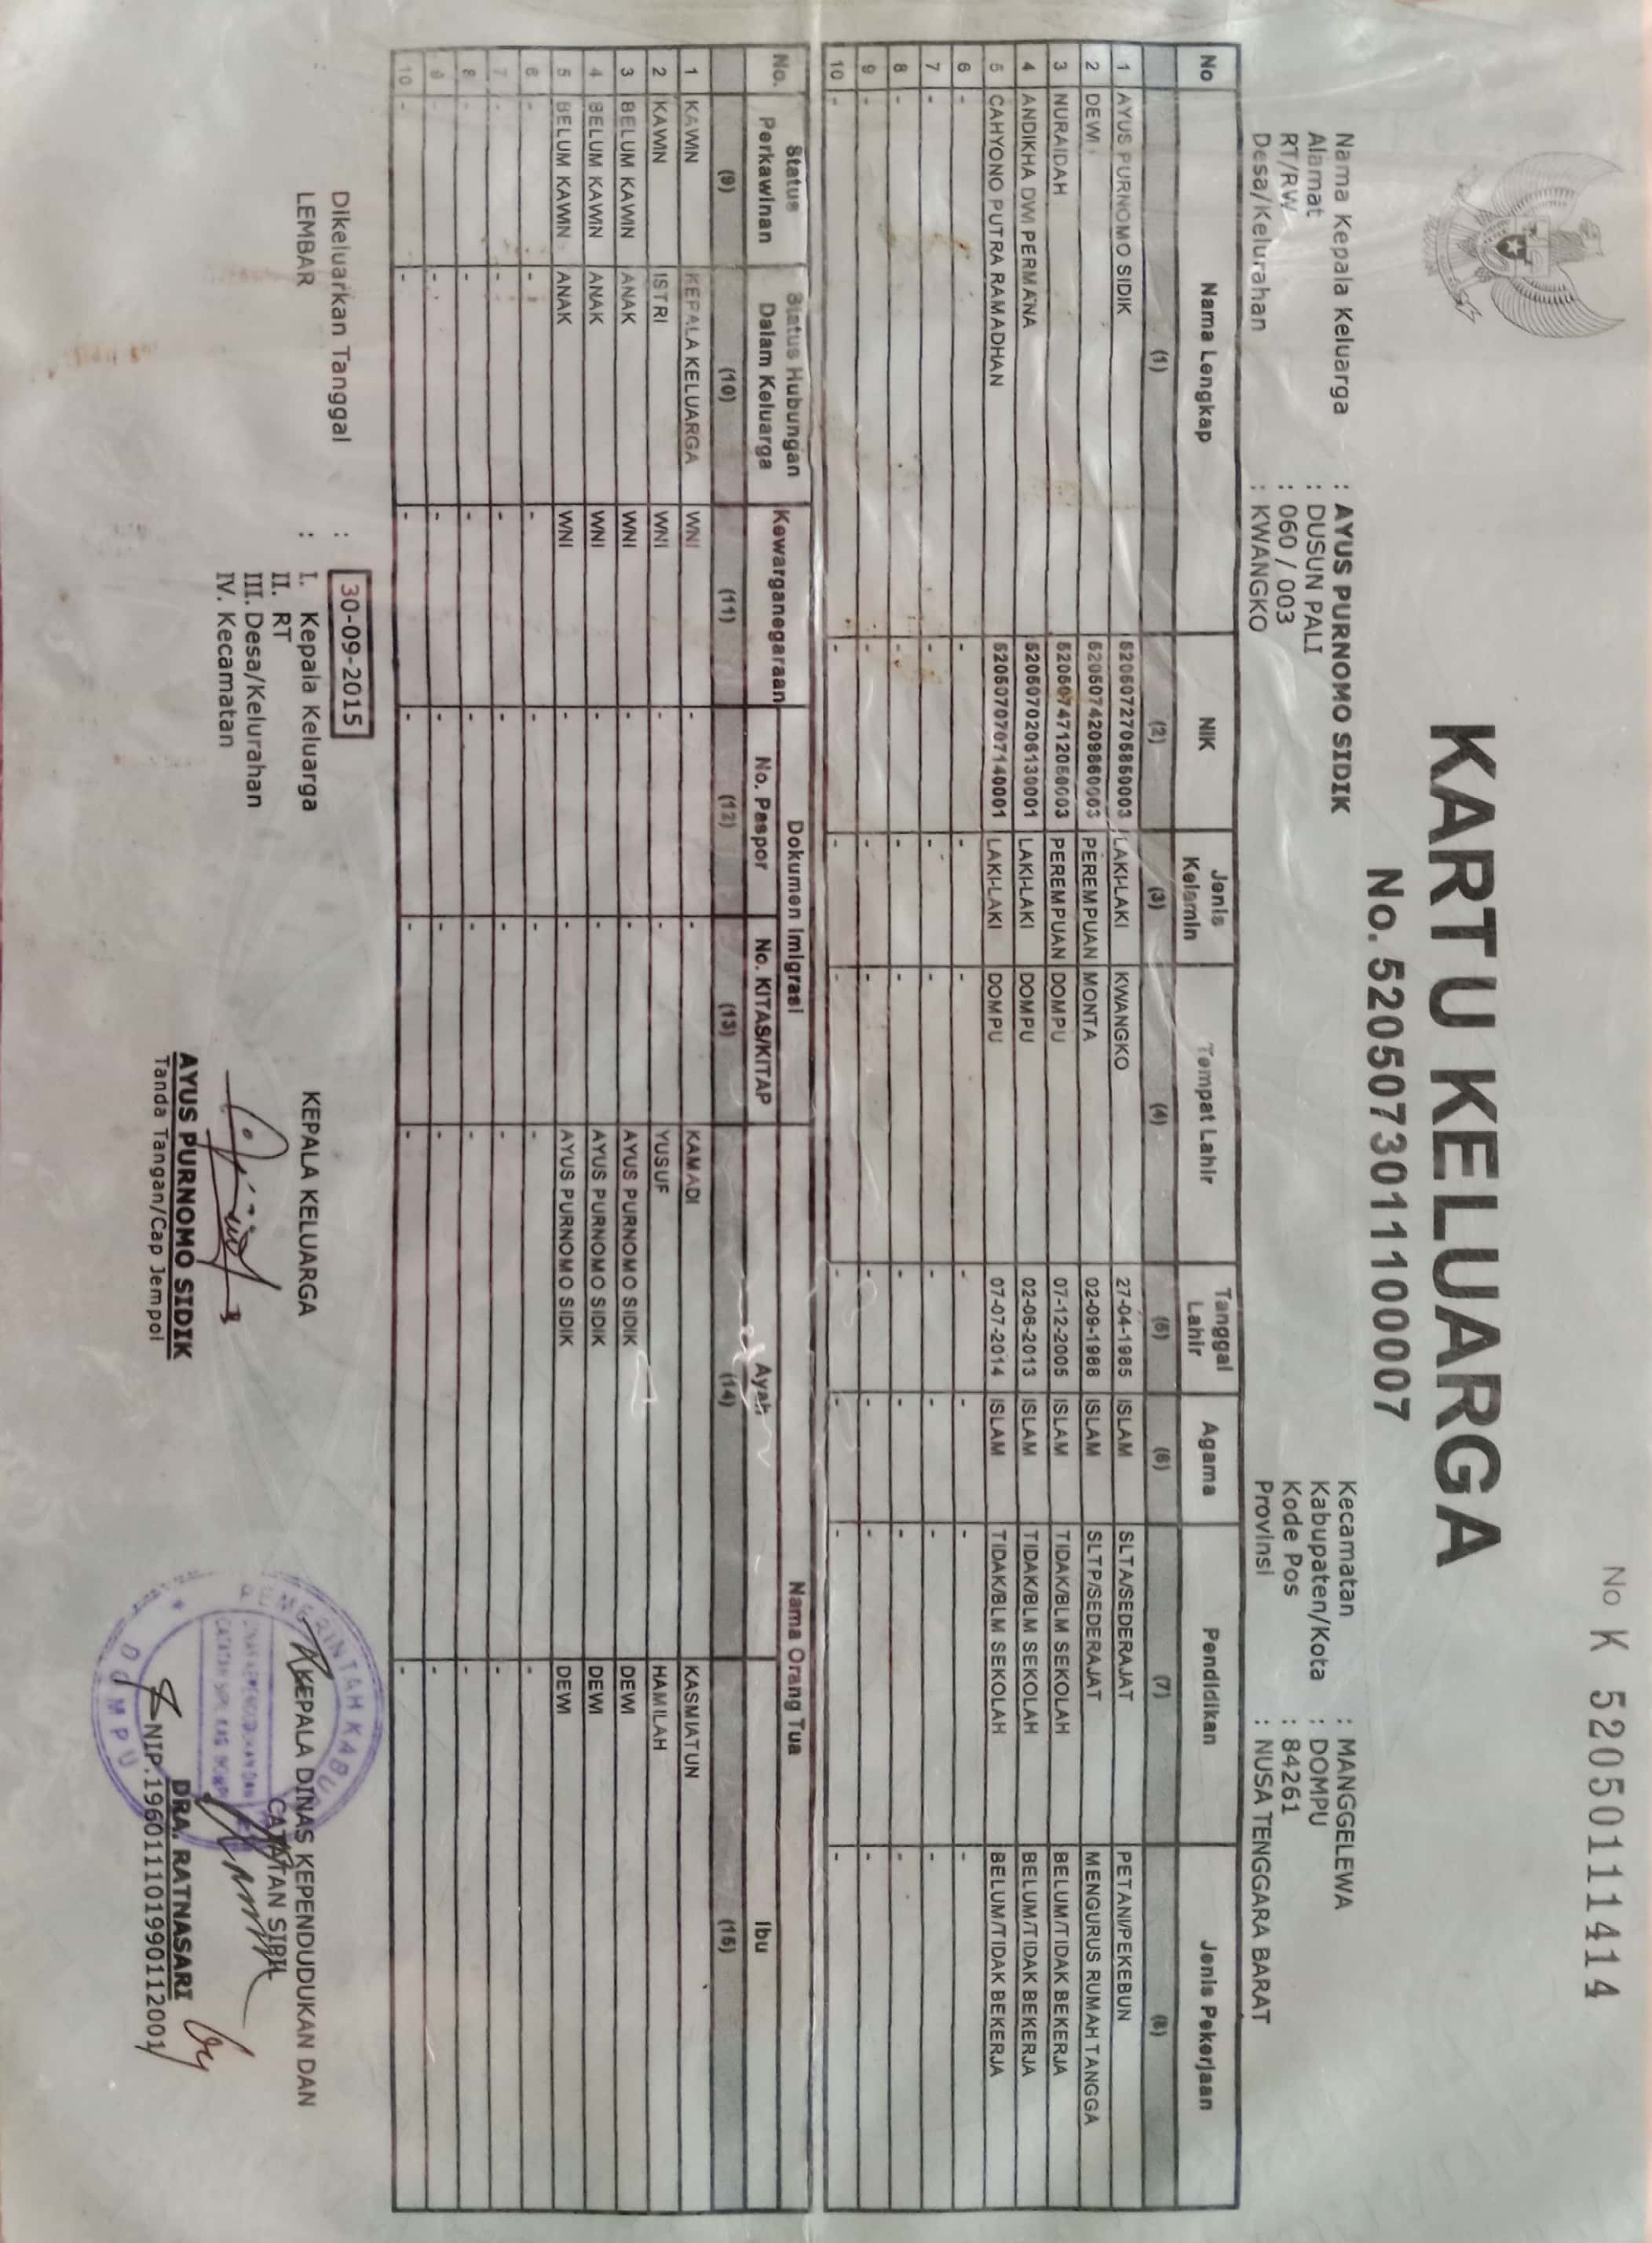 No K 52050111414
KARTU KELUARGA
No. 5205073011100007
Nama Kepala Keluarga : AYUS PURNOMO SIDIK Kecamatan : MANGGELEWA
Alamat : DUSUN PALI Kabupaten/Kota : DOMPU
RT/RW : 060 / 003 Kode Pos : 84261
Desa/Kelurahan : KWANGKO Provinsi : NUSA TENGGARA BARAT
No Nama Lengkap NIK Jenis Kelamin Tempat Lahir Tanggal Lahir Agama Pendidikan Jenis Pekerjaan
(1) (2) (3) (4) (5) (6) (7) (8)
1 AYUS PURNOMO SIDIK LAKI-LAKI KWANGKO 27-04-1985 ISLAM SLTA/SEDERAJAT PETANI/PEKEBUN
2 DEWI PEREMPUAN MONTA 02-09-1988 ISLAM SLTP/SEDERAJAT MENGURUS RUMAH TANGGA
3 NURAIDAH PEREMPUAN DOMPU 07-12-2005 ISLAM TIDAK/BLM SEKOLAH BELUM/TIDAK BEKERJA
4 ANDIKHA DWI PERMANA 5205070206130001 LAKI-LAKI DOMPU 02-06-2013 ISLAM TIDAK/BLM SEKOLAH BELUM/TIDAK BEKERJA
5 CAHYONO PUTRA RAMADHAN 5205070707140001 LAKI-LAKI DOMPU 07-07-2014 ISLAM TIDAK/BLM SEKOLAH BELUM/TIDAK BEKERJA
6 - - - - - - - -
7 - - - - - - - -
8 - - - - - - - -
9 - - - - - - - -
10 - - - - - - - -
No. Status Perkawinan Status Hubungan Dalam Keluarga Kewarganegaraan Dokumen Imigrasi Nama Orang Tua
No. Paspor No. KITAS/KITAP Ayah Ibu
(9) (10) (11) (12) (13) (14) (15)
1 KAWIN KEPALA KELUARGA WNI - - KAMADI KASMIATUN
2 KAWIN ISTRI WNI - - YUSUF HAMILAH
3 BELUM KAWIN ANAK WNI - - AYUS PURNOMO SIDIK DEWI
4 BELUM KAWIN ANAK WNI - - AYUS PURNOMO SIDIK DEWI
5 BELUM KAWIN ANAK WNI - - AYUS PURNOMO SIDIK DEWI
6 - - - - - - -
7 - - - - - - -
8 - - - - - - -
9 - - - - - - -
10 - - - - - - -
Dikeluarkan Tanggal : 30-09-2015
LEMBAR : I. Kepala Keluarga
II. RT
III. Desa/Kelurahan
IV. Kecamatan
KEPALA KELUARGA
AYUS PURNOMO SIDIK
Tanda Tangan/Cap Jempol
KEPALA DINAS KEPENDUDUKAN DAN
CATATAN SIPIL
DRA. RATNASARI
NIP.196011101990112001
PEMERINTAH KABU
DOMPU